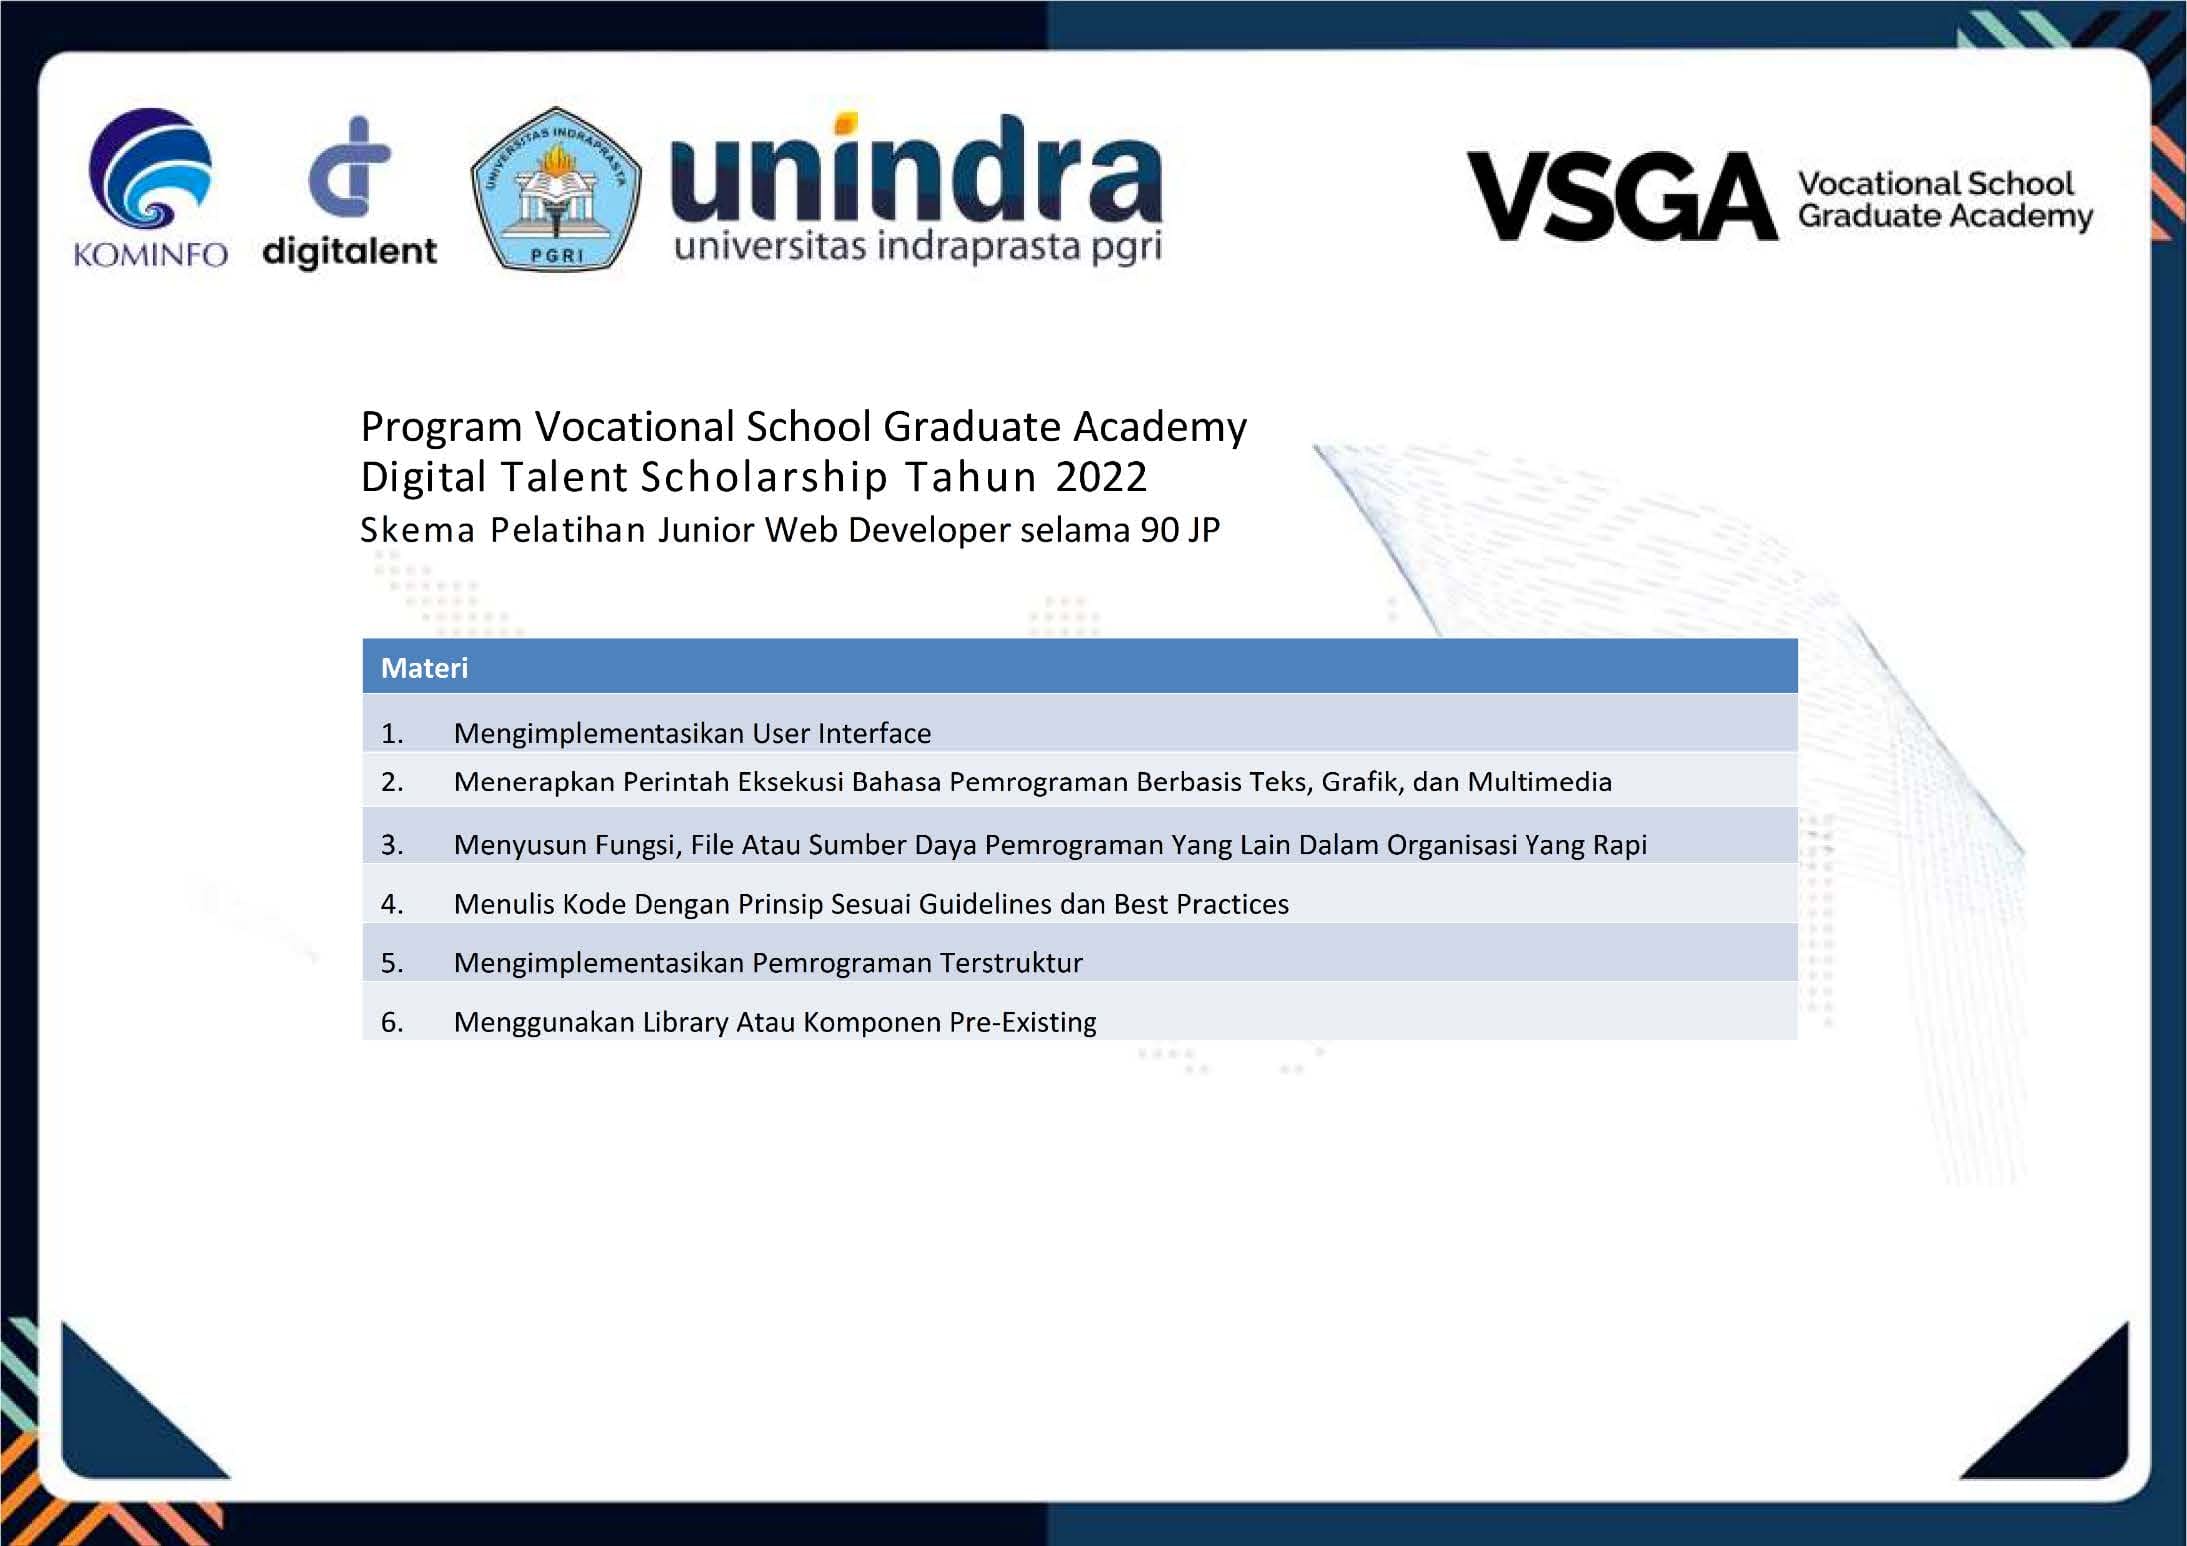 KOMINFO
digitalent
UNIVERSITAS INDRAPRASTA
PGRI
unindra
universitas indraprasta pgri
VSGA
Vocational School
Graduate Academy
Program Vocational School Graduate Academy
Digital Talent Scholarship Tahun 2022
Skema Pelatihan Junior Web Developer selama 90 JP
Materi
1. Mengimplementasikan User Interface
2. Menerapkan Perintah Eksekusi Bahasa Pemrograman Berbasis Teks, Grafik, dan Multimedia
3. Menyusun Fungsi, File Atau Sumber Daya Pemrograman Yang Lain Dalam Organisasi Yang Rapi
4. Menulis Kode Dengan Prinsip Sesuai Guidelines dan Best Practices
5. Mengimplementasikan Pemrograman Terstruktur
6. Menggunakan Library Atau Komponen Pre-Existing